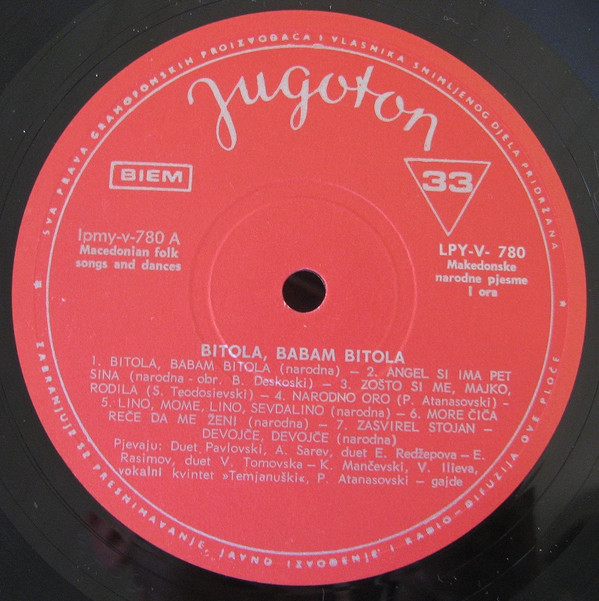 SVA PRAVA GRAMOFONSKIH PROIZVOĐAČA I VLASNIKA SNIMLJENOG DJELA PRIDRŽANA
Jugoton
BIEM
33
lpmy-v-780 A
Macedonian folk
songs and dances
LPY-V- 780
Makedonske
narodne pjesme
i ora
BITOLA, BABAM BITOLA
1. BITOLA, BABAM BITOLA (narodna) — 2. ANGEL SI IMA PET
SINA (narodna - obr. B. Deskoski) — 3. ZOŠTO SI ME, MAJKO,
RODILA (S. Teodosievski) — 4. NARODNO ORO (P. Atanasovski) -
5. LINO, MOME, LINO, SEVDALINO (narodna) — 6. MORE ČIČA
REČE DA ME ŽENI (narodna) — 7. ZASVIREL STOJAN —
DEVOJČE, DEVOJČE (narodna)
Pjevaju: Duet Pavlovski, A. Sarev, duet E. Redžepova — E.
Rasimov, duet V. Tomovska — K. Mančevski, V. Ilieva,
vokalni kvintet »Temjanuški«, P. Atanasovski — gajde
ZABRANJUJE SE PRESNIMAVANJE, JAVNO IZVOĐENJE I RADIO-DIFUZIJA OVE PLOČE